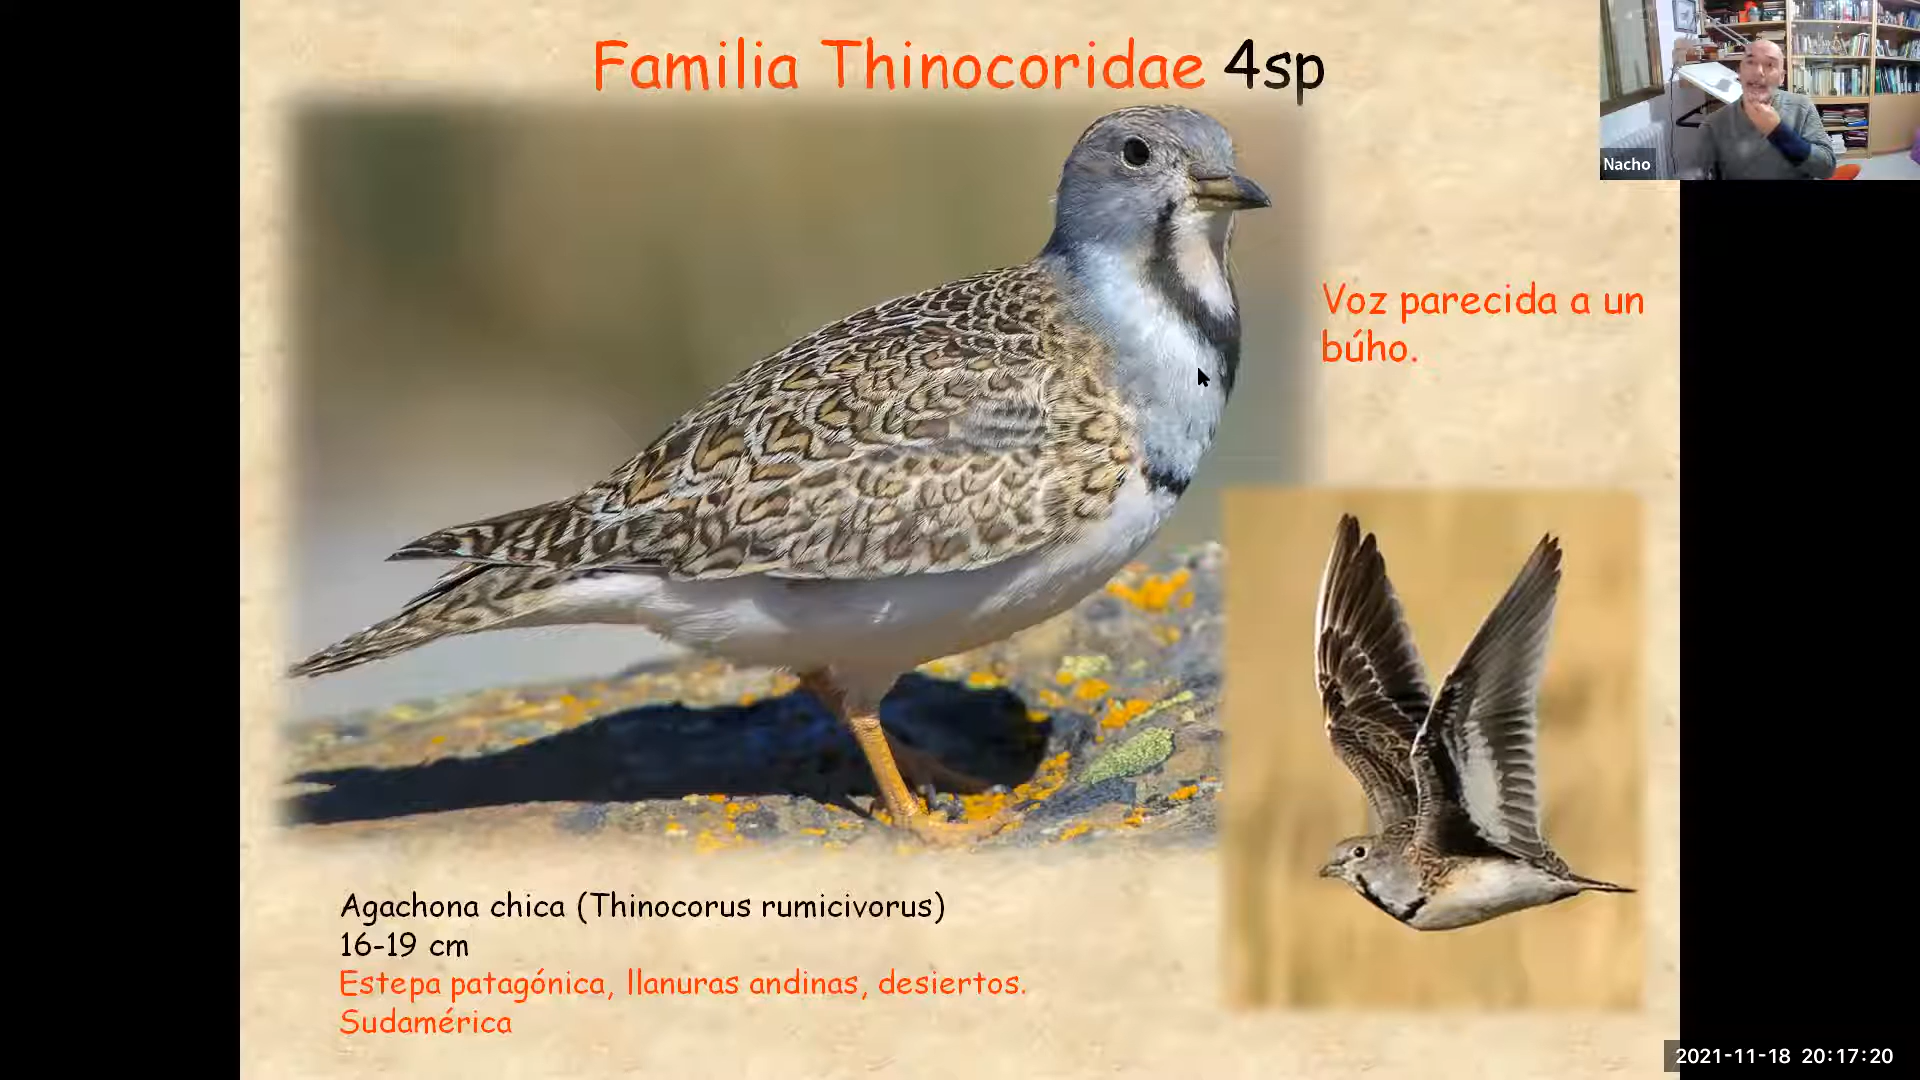 Familia Thinocoridae 4sp
Nacho
Voz parecida a un
búho.
Agachona chica (Thinocorus rumicivorus)
16-19 cm
Estepa patagónica, llanuras andinas, desiertos.
Sudamérica
2021-11-18 20:17:20